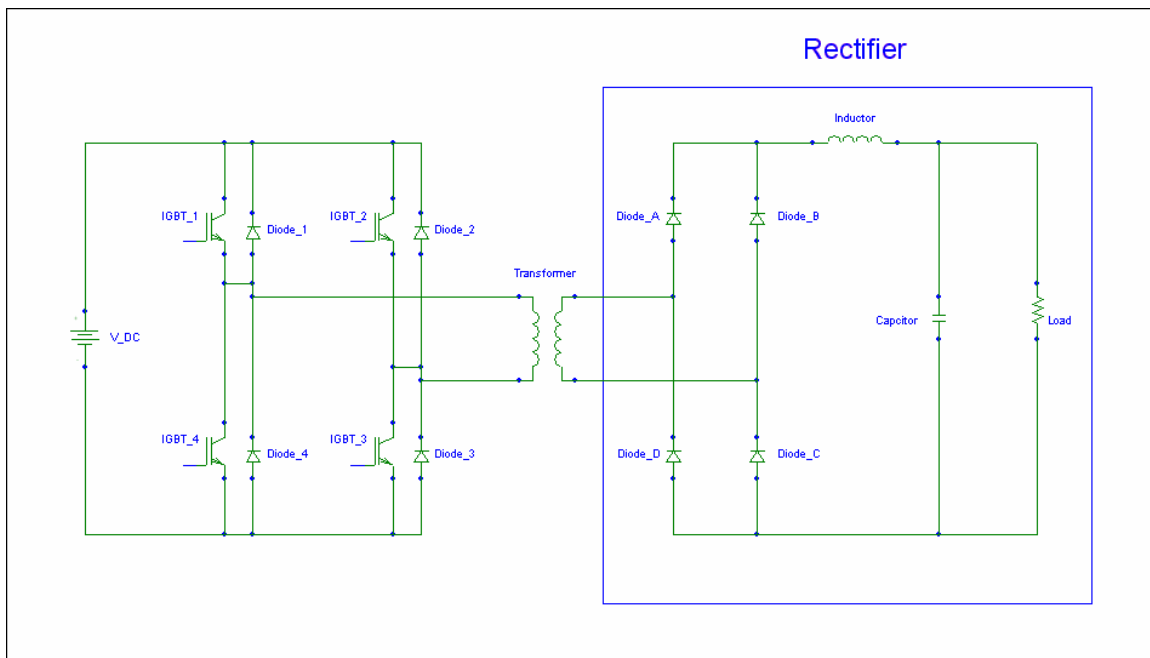 Rectifier
Inductor
IGBT_1
Diode_1
IGBT_2
Diode_2
Diode_A
Diode_B
Transformer
V_DC
Capcitor
Load
IGBT_4
Diode_4
IGBT_3
Diode_3
Diode_D
Diode_C